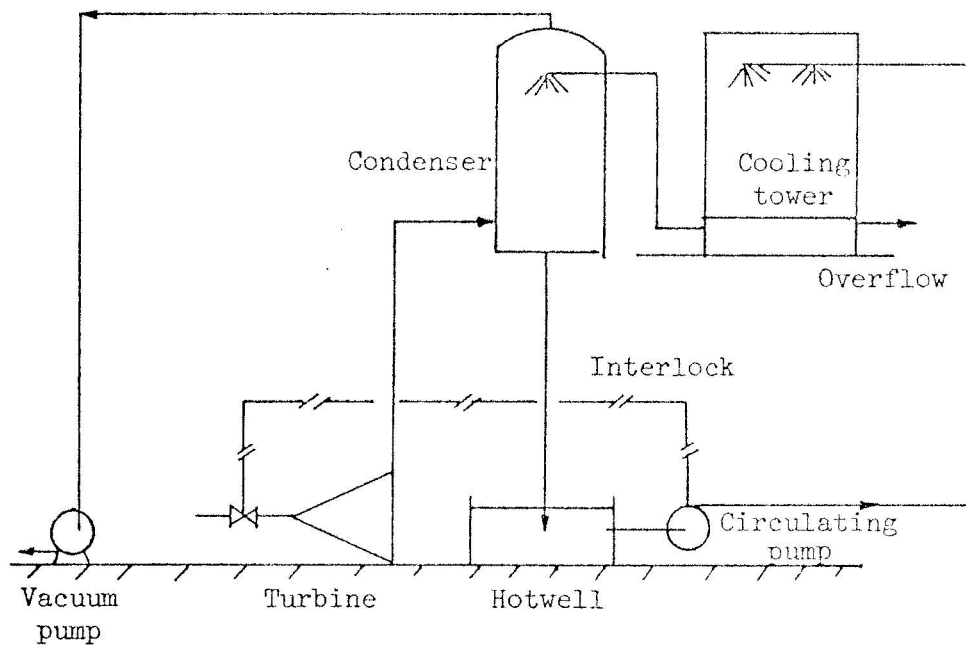 Condenser
Cooling
tower
Overflow
Interlock
Circulating
pump
Vacuum
pump
Turbine
Hotwell